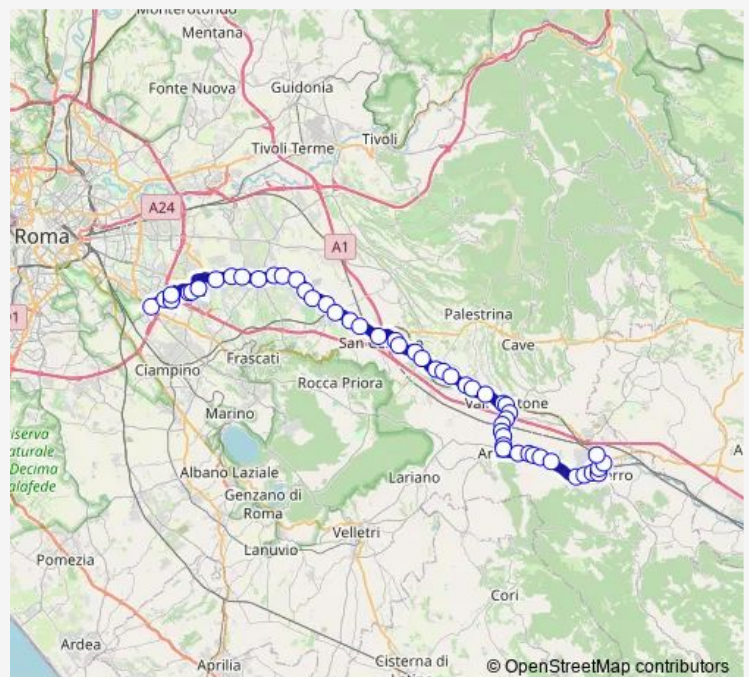 Monterotondo
Mentana
Fonte Nuova
Guidonia
Tivoli
Tivoli Terme
A24
Roma
A1
Palestrina
Cave
Frascati
Ciampino
Rocca Priora
Marino
Albano Laziale
Genzano di
Roma
Lariano
Velletri
Lanuvio
Pomezia
Cori
Ardea
Aprilia
Cisterna di
© OpenStreetMap contributors